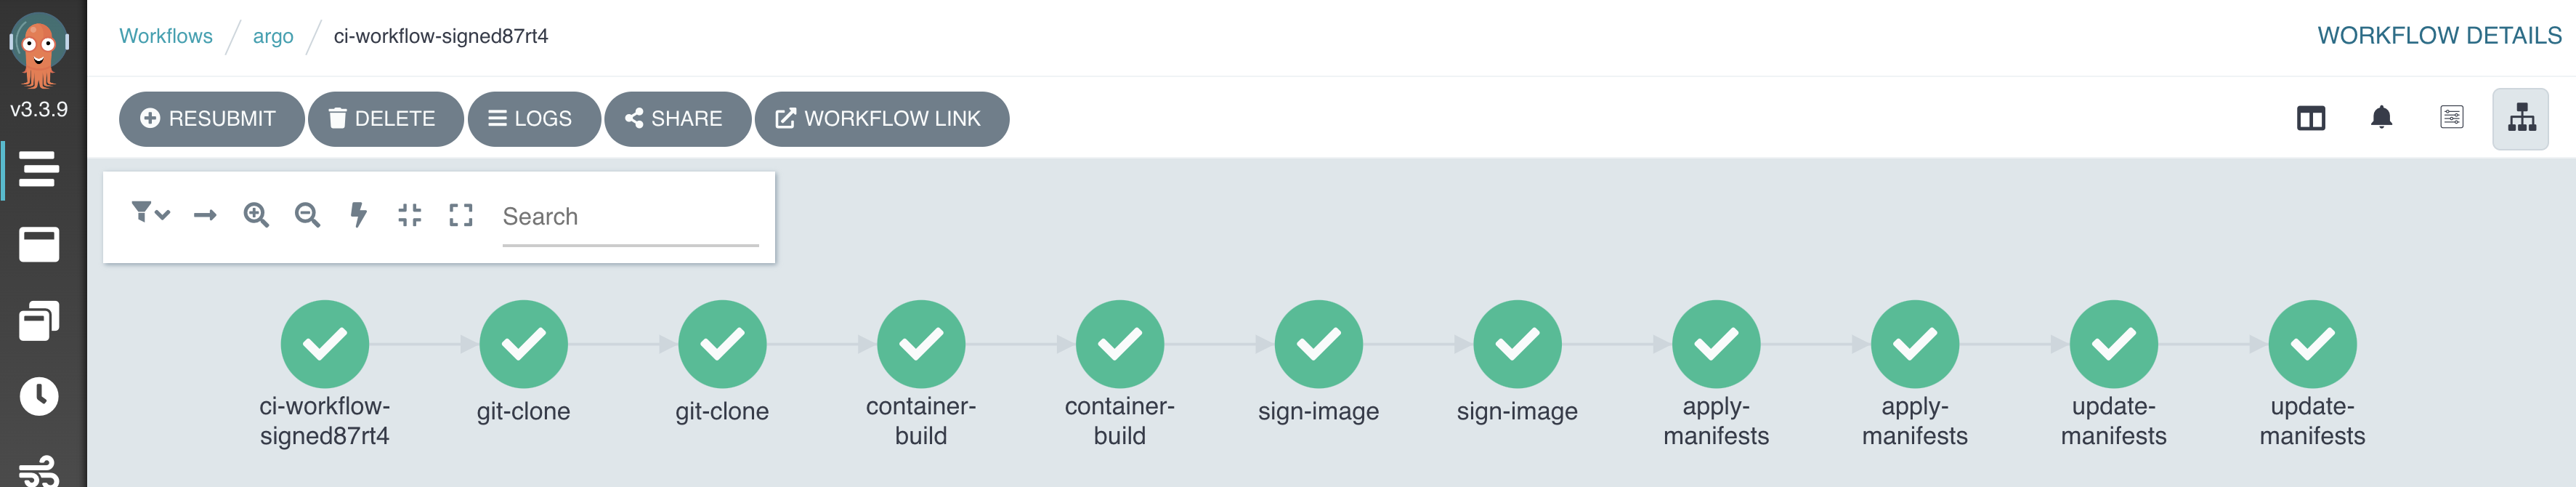 Workflows / argo / ci-workflow-signed87rt4
WORKFLOW DETAILS
v3.3.9
RESUBMIT
DELETE
LOGS
SHARE
WORKFLOW LINK
Search
ci-workflow-
signed87rt4
git-clone
git-clone
container-
build
container-
build
sign-image
sign-image
apply-
manifests
apply-
manifests
update-
manifests
update-
manifests